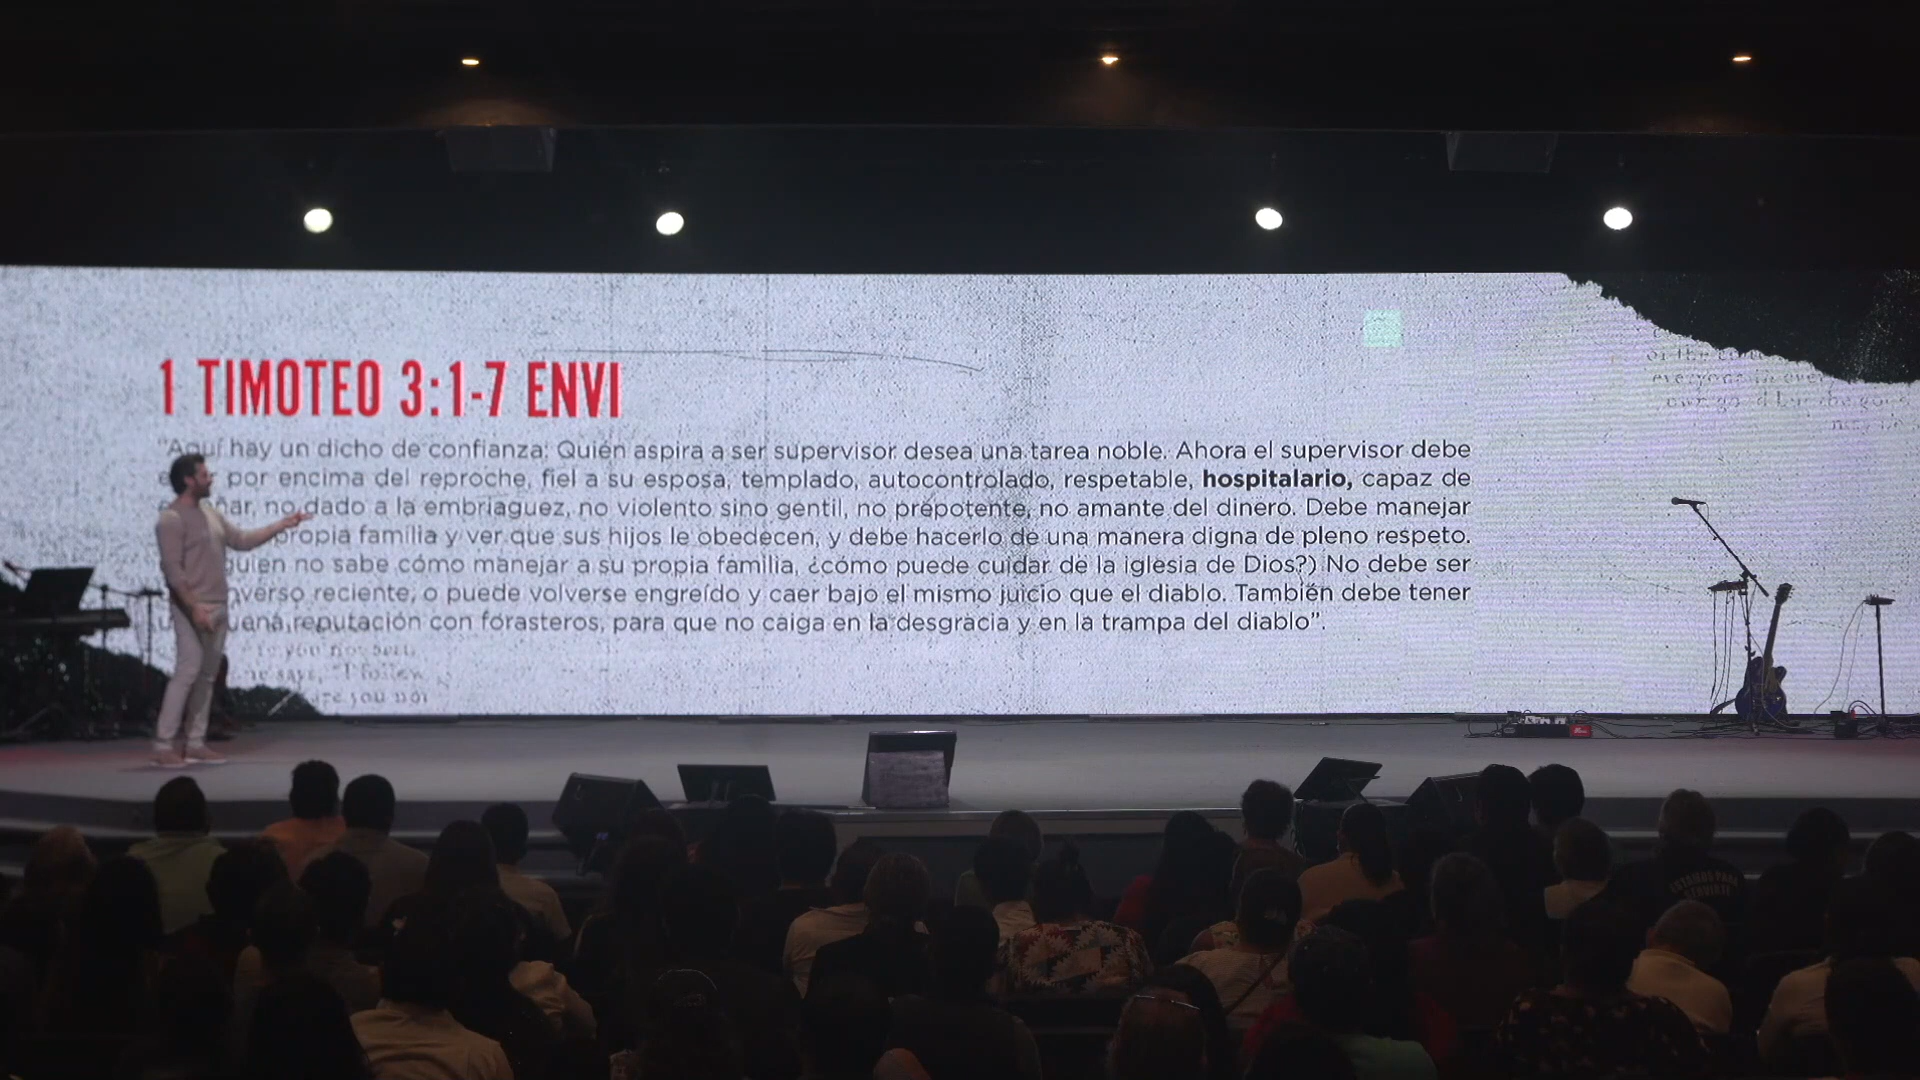 1 TIMOTEO 3:1-7 ENVI
"Aquí hay un dicho de confianza: Quién aspira a ser supervisor desea una tarea noble. Ahora el supervisor debe
por encima del reproche, fiel a su esposa, templado, autocontrolado, respetable, hospitalario, capaz de
no dado a la embriaguez, no violento sino gentil, no prepotente, no amante del dinero. Debe manejar
propia familia y ver que sus hijos le obedecen, y debe hacerlo de una manera digna de pleno respeto.
no sabe cómo manejar a su propia familia, ¿cómo puede cuidar de la iglesia de Dios?) No debe ser
reciente, o puede volverse engreído y caer bajo el mismo juicio que el diablo. También debe tener
reputación con forasteros, para que no caiga en la desgracia y en la trampa del diablo".
you not